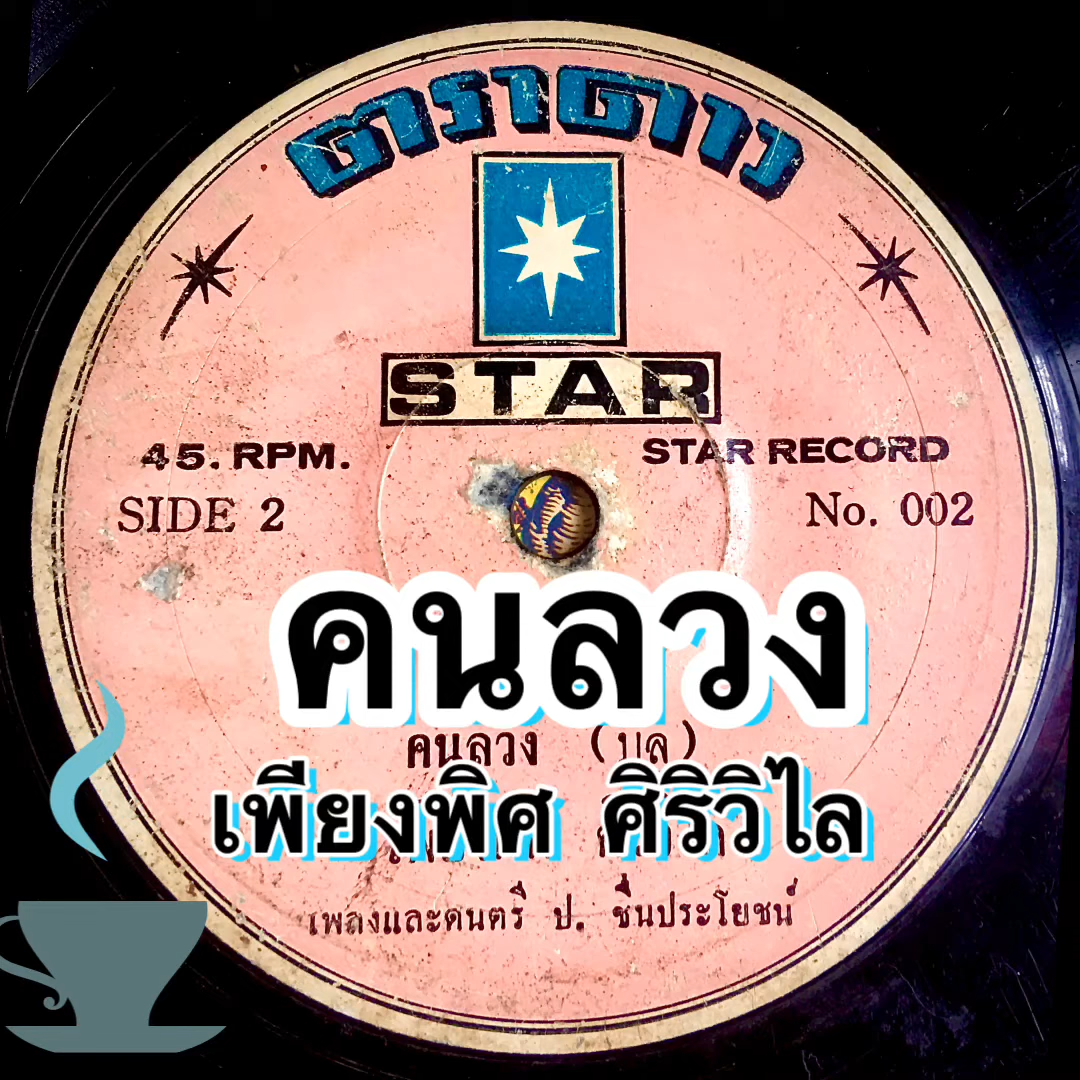 ตราดาว
STAR
45. RPM. STAR RECORD
SIDE 2 No. 002
คนลวง
คนลวง
เพียงพิศ ศิริวิไล
เพลงและดนตรี ป. ชื่นประโยชน์